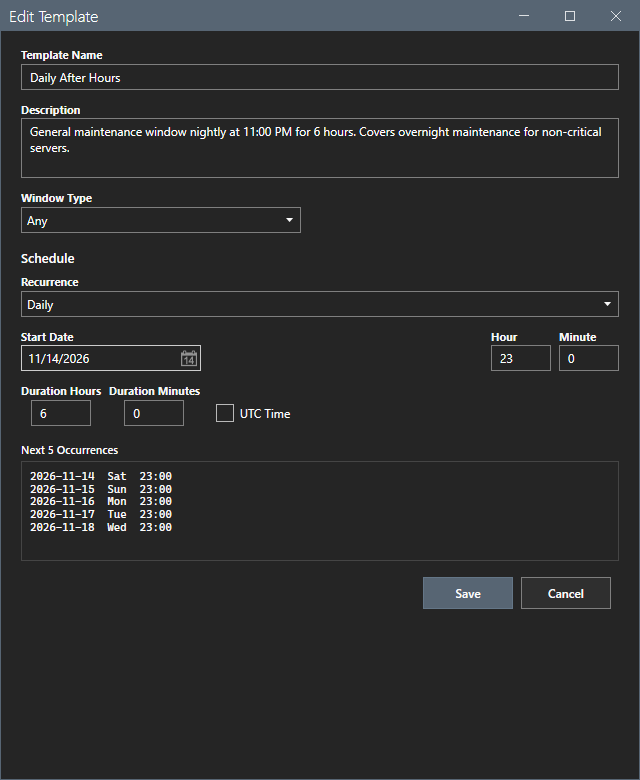 Edit Template
Template Name
Daily After Hours
Description
General maintenance window nightly at 11:00 PM for 6 hours. Covers overnight maintenance for non-critical
servers.
Window Type
Any
Schedule
Recurrence
Daily
Start Date Hour Minute
11/14/2026 14 23 0
Duration Hours Duration Minutes
6 0 UTC Time
Next 5 Occurrences
2026-11-14 Sat 23:00
2026-11-15 Sun 23:00
2026-11-16 Mon 23:00
2026-11-17 Tue 23:00
2026-11-18 Wed 23:00
Save Cancel